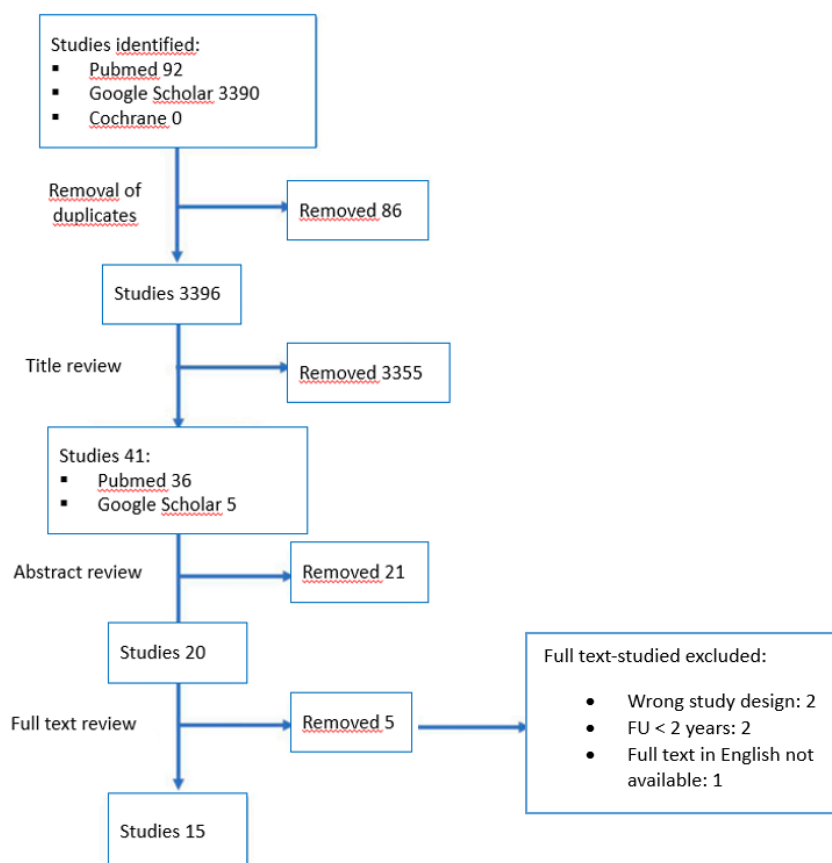 Studies identified:
▪ Pubmed 92
▪ Google Scholar 3390
▪ Cochrane 0
Removal of
duplicates
Removed 86
Studies 3396
Title review
Removed 3355
Studies 41:
▪ Pubmed 36
▪ Google Scholar 5
Abstract review
Removed 21
Studies 20
Full text review
Removed 5
Full text-studied excluded:
• Wrong study design: 2
• FU < 2 years: 2
• Full text in English not
available: 1
Studies 15